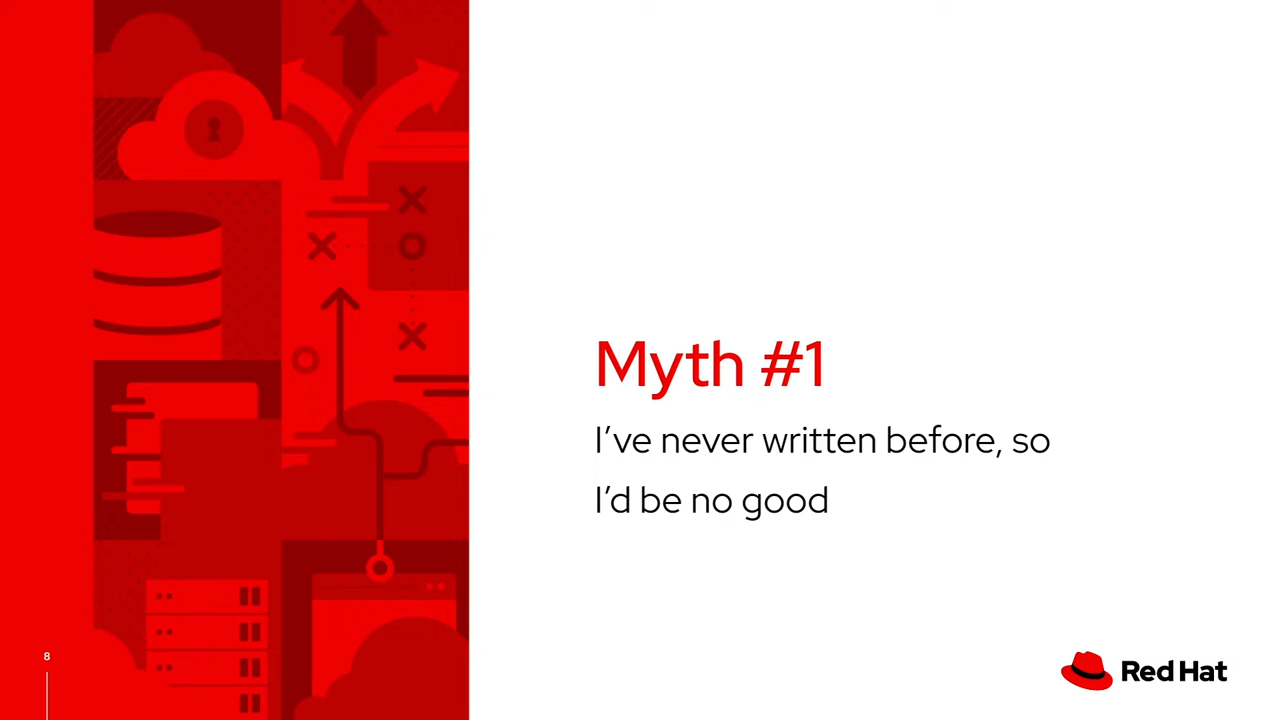 Myth #1
I’ve never written before, so
I’d be no good
8
Red Hat